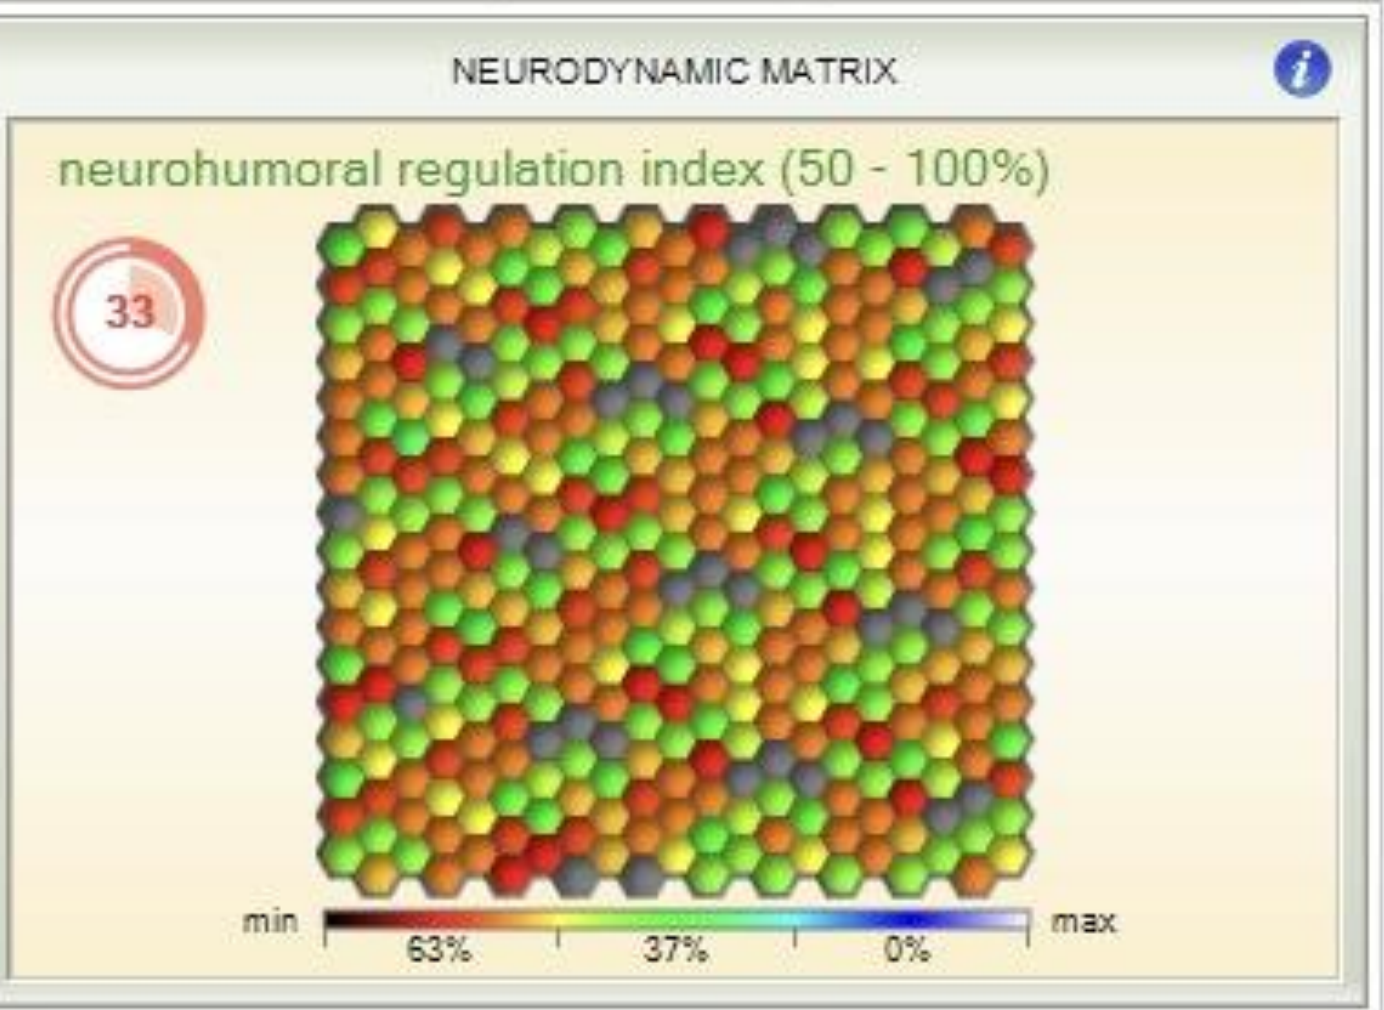 NEURODYNAMIC MATRIX
i
neurohumoral regulation index (50 - 100%)
33
min
max
63%
37%
0%